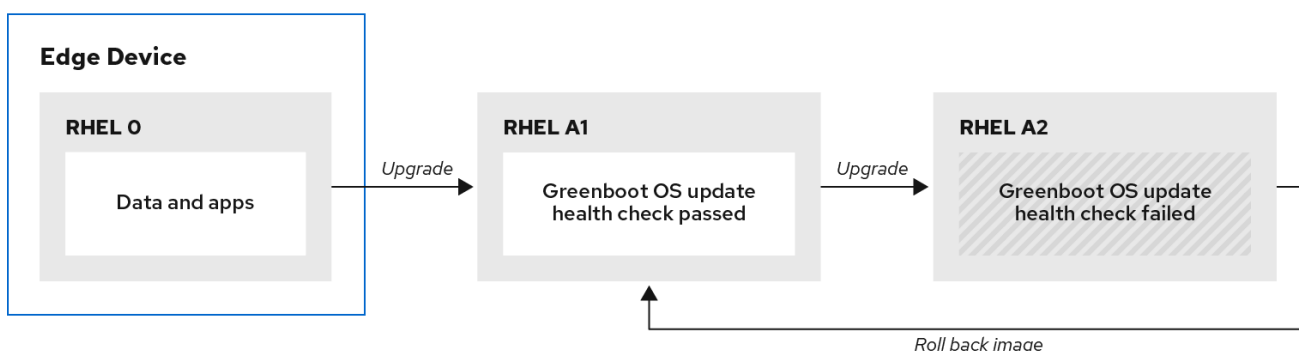 Edge Device
RHEL 0
Data and apps
Upgrade
RHEL A1
Greenboot OS update
health check passed
Upgrade
RHEL A2
Greenboot OS update
health check failed
Roll back image